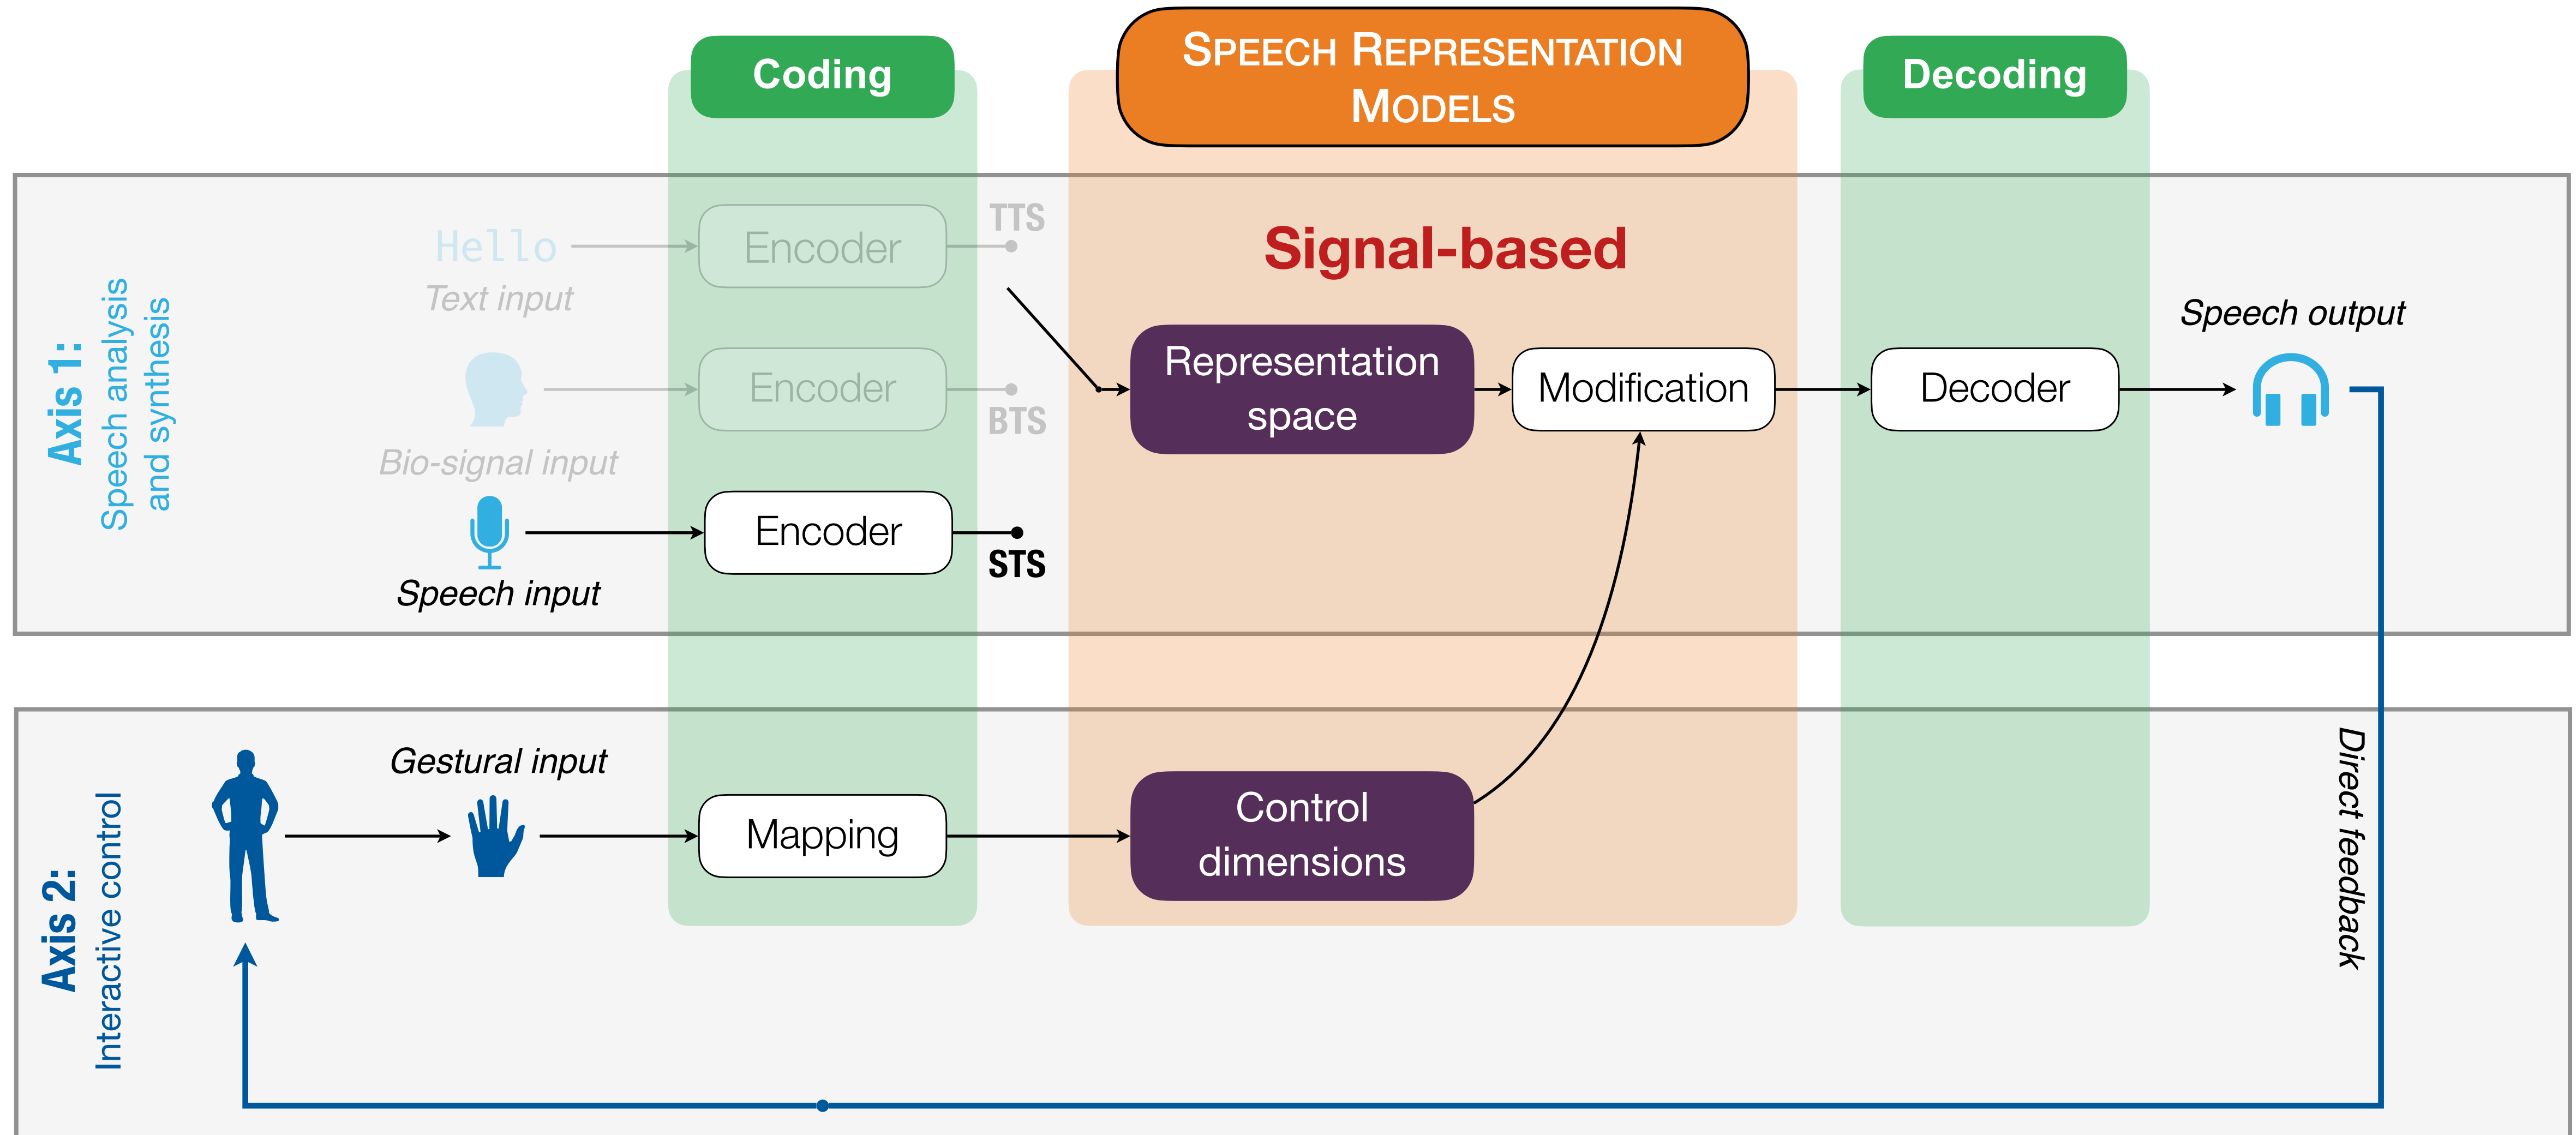 Coding
SPEECH REPRESENTATION
MODELS
Decoding
Axis 1:
Speech analysis
and synthesis
Hello
Text input
Encoder
TTS
Signal-based
Bio-signal input
Encoder
BTS
Representation
space
Modification
Decoder
Speech output
Speech input
Encoder
STS
Axis 2:
Interactive control
Gestural input
Mapping
Control
dimensions
Direct feedback